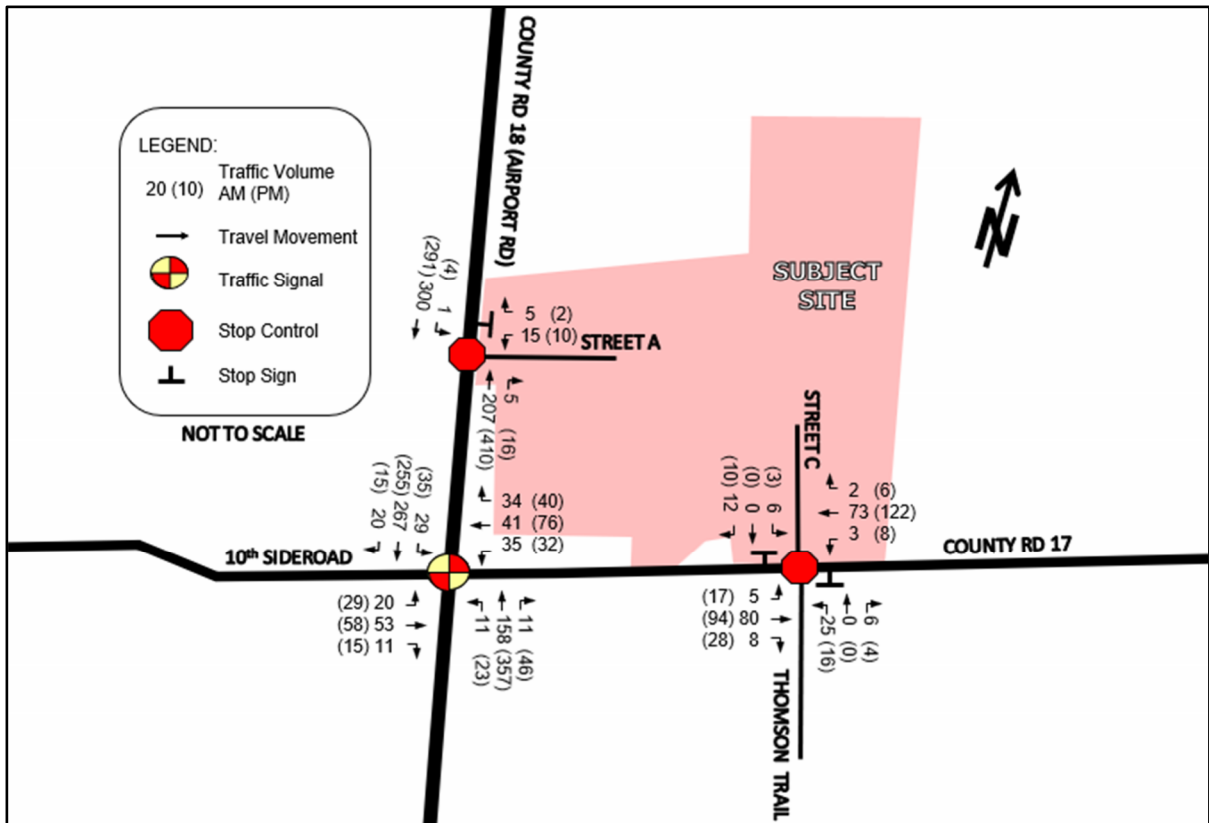 COUNTY RD 18 (AIRPORT RD)
LEGEND:
20 (10) Traffic Volume
AM (PM)
Travel Movement
Traffic Signal
Stop Control
Stop Sign
NOT TO SCALE
N
SUBJECT
SITE
(4) 1
(291) 300
5 (2)
15 (10)
STREET A
5 (16)
207 (410)
STREET C
(35) 29
(255) 267
(15) 20
34 (40)
41 (76)
35 (32)
(3) 6
(0) 0
(10) 12
2 (6)
73 (122)
3 (8)
10th SIDEROAD
COUNTY RD 17
(29) 20
(58) 53
(15) 11
11 (46)
158 (357)
11 (23)
(17) 5
(94) 80
(28) 8
6 (4)
0 (0)
25 (16)
THOMSON TRAIL